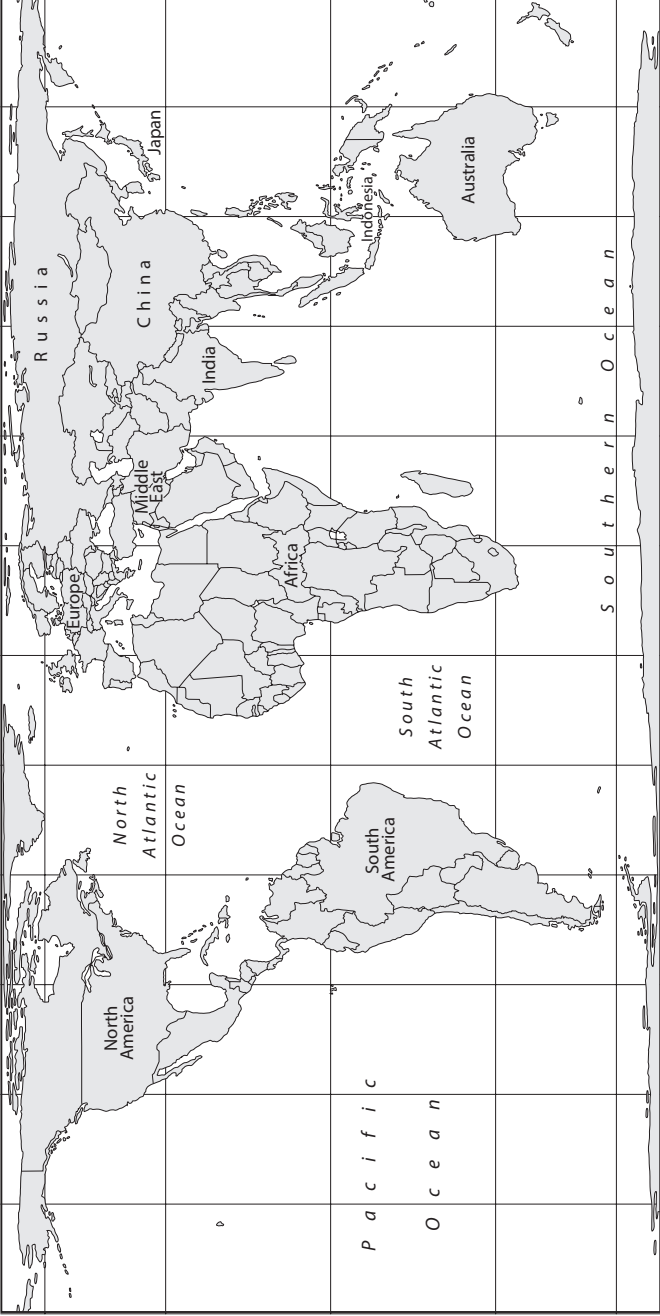 Russia
Europe
North
America
North
Atlantic
Ocean
Middle
East
China
Japan
India
Africa
Indonesia
South
America
South
Atlantic
Ocean
Pacific
Ocean
Australia
Southern Ocean